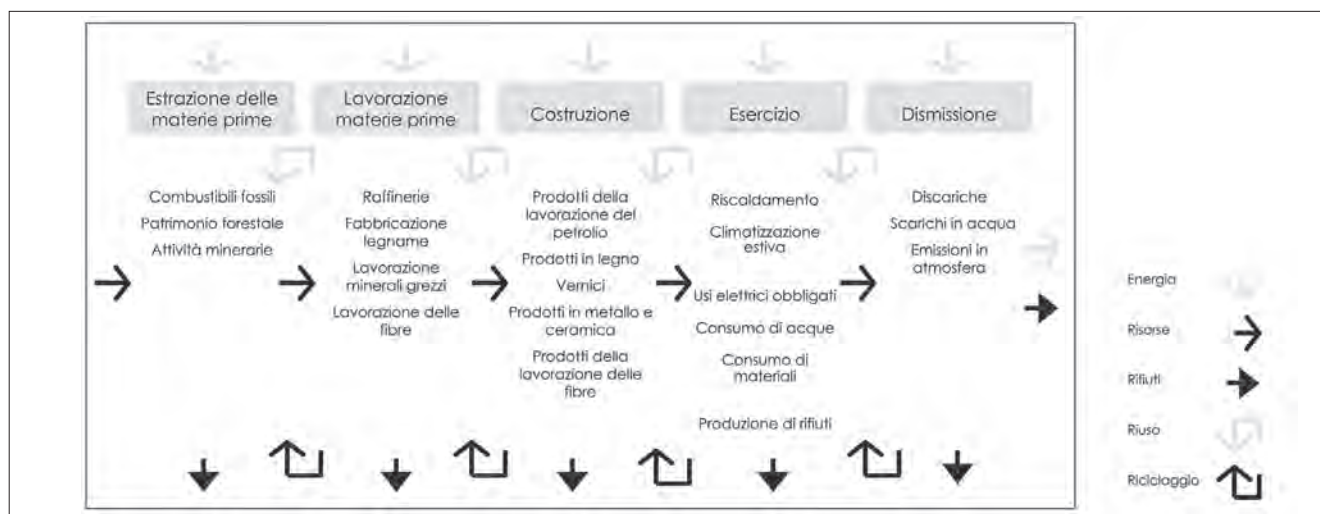 Estrazione delle
materie prime
Lavorazione
materie prime
Costruzione
Esercizio
Dismissione
Combustibili fossili
Patrimonio forestale
Attività minerarie
Raffinerie
Fabbricazione
legname
Lavorazione
minerali grezzi
Lavorazione delle
fibre
Prodotti della
lavorazione del
petrolio
Prodotti in legno
Vernici
Prodotti in metallo e
ceramica
Prodotti della
lavorazione delle
fibre
Riscaldamento
Climatizzazione
estiva
Usi elettrici obbligati
Consumo di acque
Consumo di
materiali
Produzione di rifiuti
Discariche
Scarichi in acqua
Emissioni in
atmosfera
Energia
Risorse
Rifiuti
Riuso
Riciclaggio